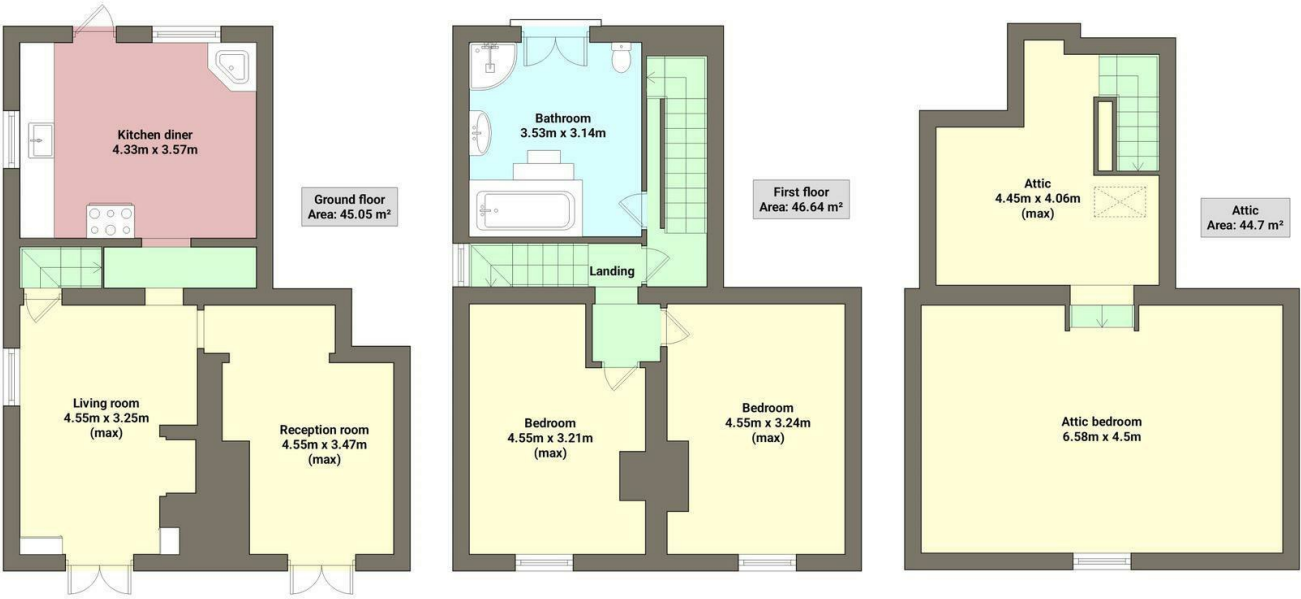 Kitchen diner
4.33m x 3.57m
Ground floor
Area: 45.05 m²
Living room
4.55m x 3.25m
(max)
Reception room
4.55m x 3.47m
(max)
Bathroom
3.53m x 3.14m
First floor
Area: 46.64 m²
Landing
Bedroom
4.55m x 3.21m
(max)
Bedroom
4.55m x 3.24m
(max)
Attic
4.45m x 4.06m
(max)
Attic
Area: 44.7 m²
Attic bedroom
6.58m x 4.5m